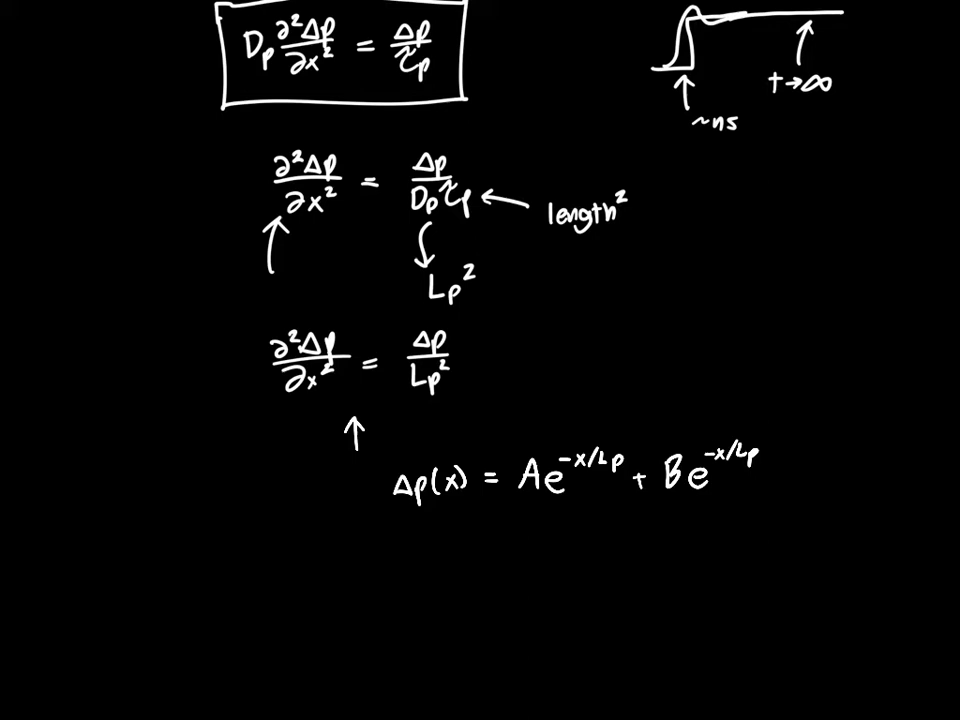 Dₚ ∂²Δp/∂x² = Δp/τₚ
t→∞
~ns
∂²Δp/∂x² = Δp/Dₚτₚ
length²
Lₚ²
∂²Δp/∂x² = Δp/Lₚ²
Δp(x) = Ae^(-x/Lₚ) + Be^(-x/Lₚ)